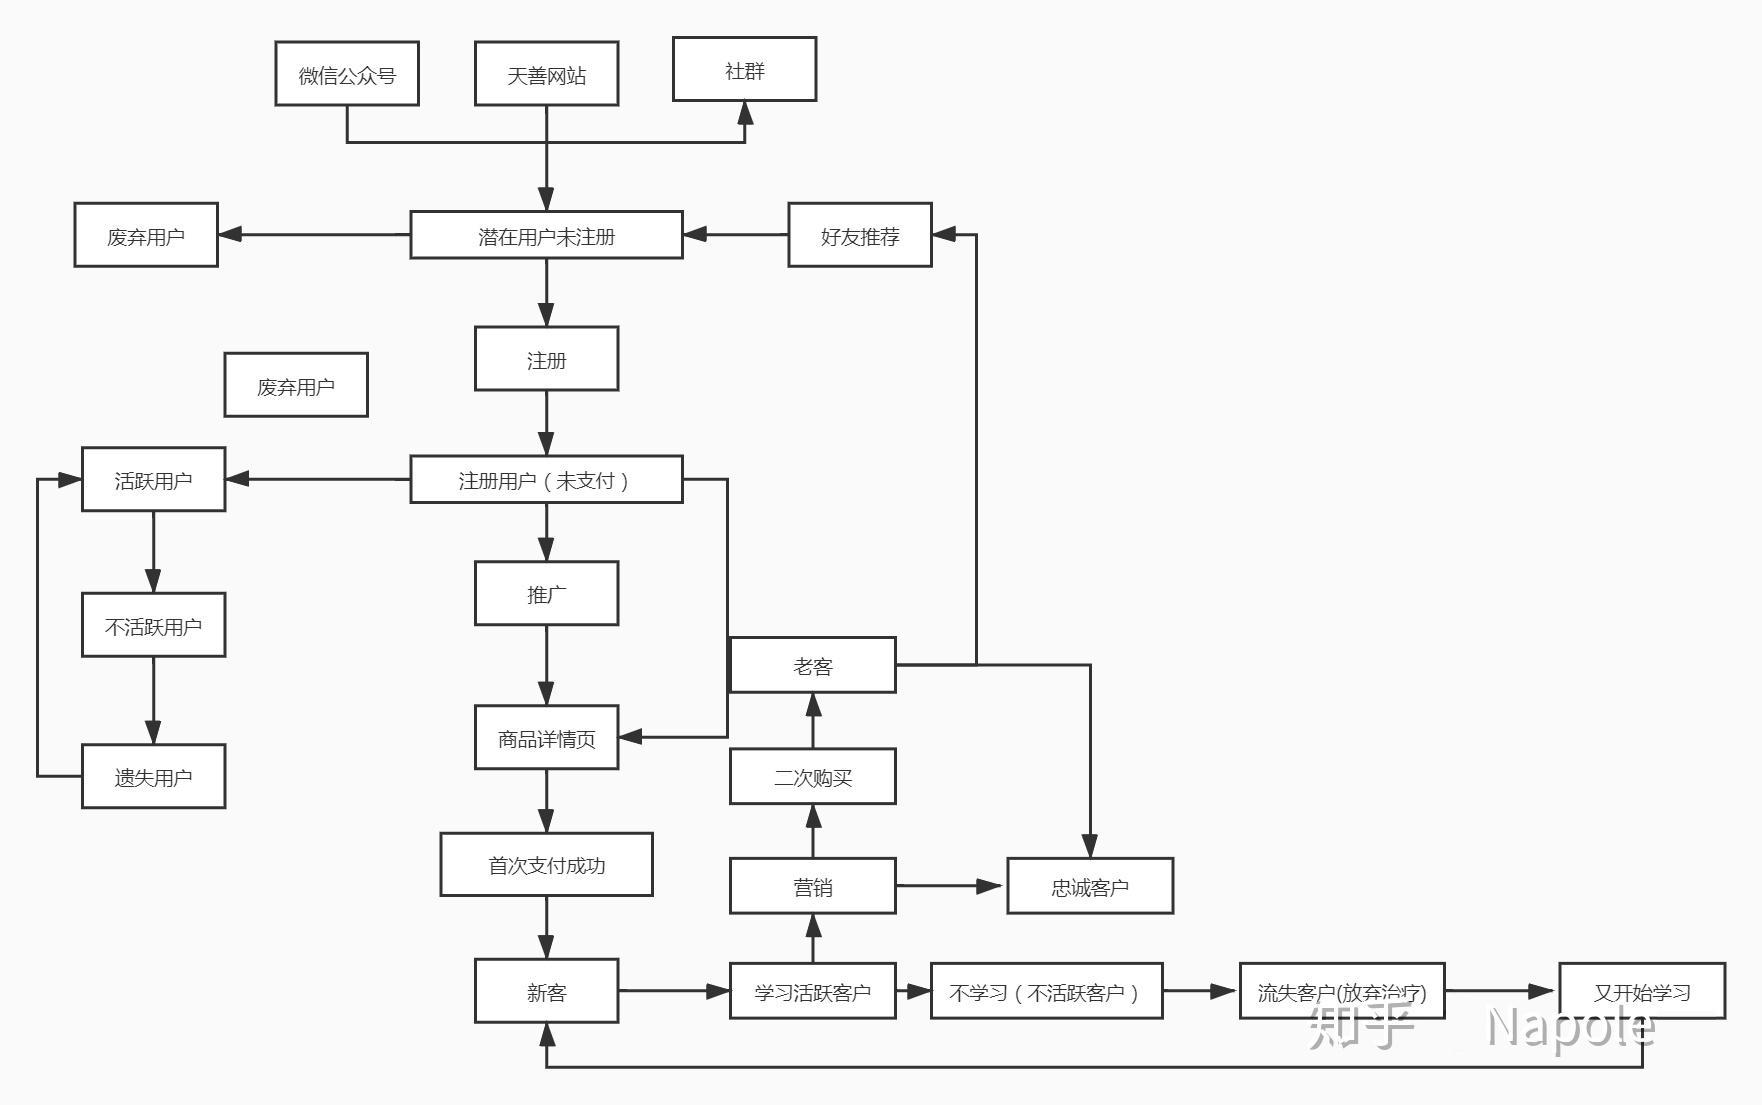 微信公众号
天善网站
社群
废弃用户
潜在用户未注册
好友推荐
注册
废弃用户
活跃用户
注册用户（未支付）
推广
不活跃用户
老客
商品详情页
遗失用户
二次购买
首次支付成功
营销
忠诚客户
新客
学习活跃客户
不学习（不活跃客户）
流失客户(放弃治疗)
又开始学习
知乎 Napole